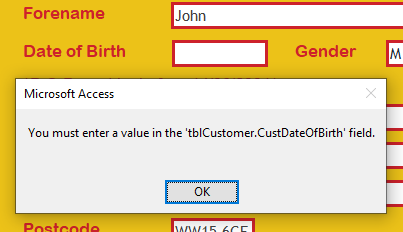 Forename John
Date of Birth Gender M
Microsoft Access
You must enter a value in the 'tblCustomer.CustDateOfBirth' field.
OK
Postcode WW15 6CF